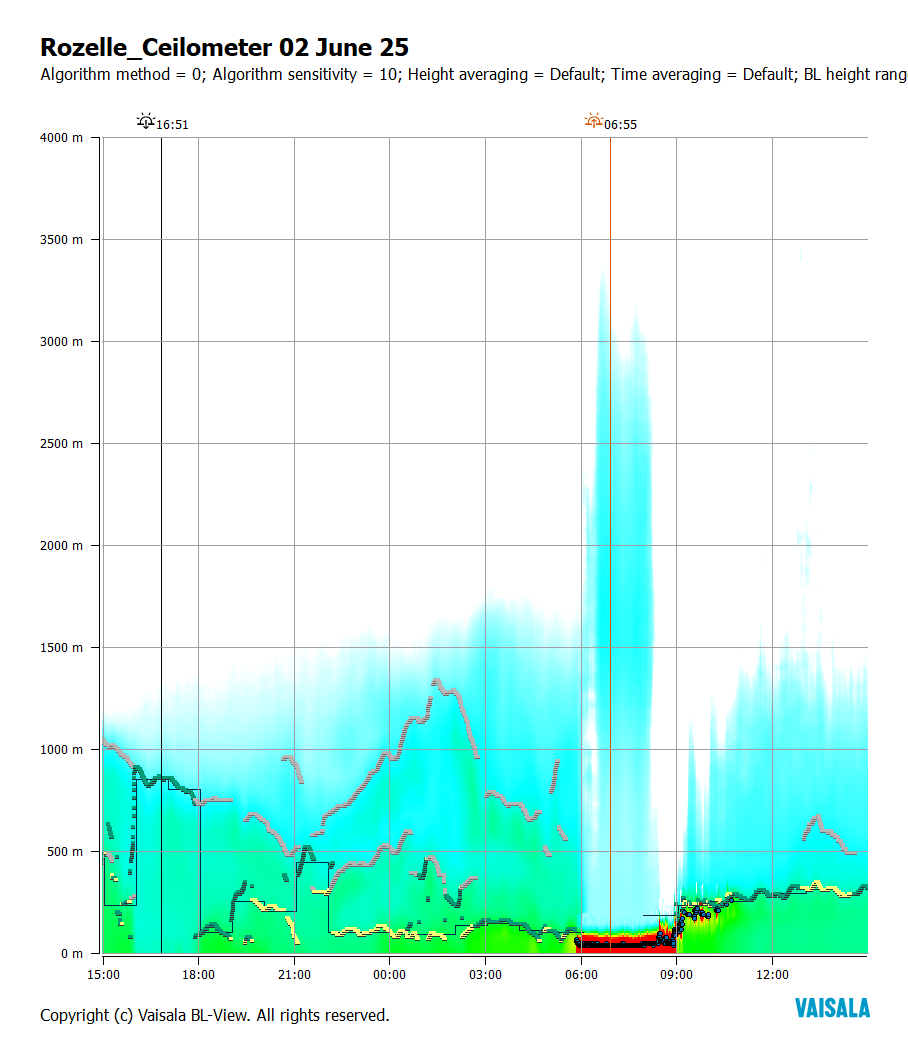 Rozelle_Ceilometer 02 June 25
Algorithm method = 0; Algorithm sensitivity = 10; Height averaging = Default; Time averaging = Default; BL height rang
16:51 06:55
4000 m
3500 m
3000 m
2500 m
2000 m
1500 m
1000 m
500 m
0 m
15:00 18:00 21:00 00:00 03:00 06:00 09:00 12:00
VAISALA
Copyright (c) Vaisala BL-View. All rights reserved.